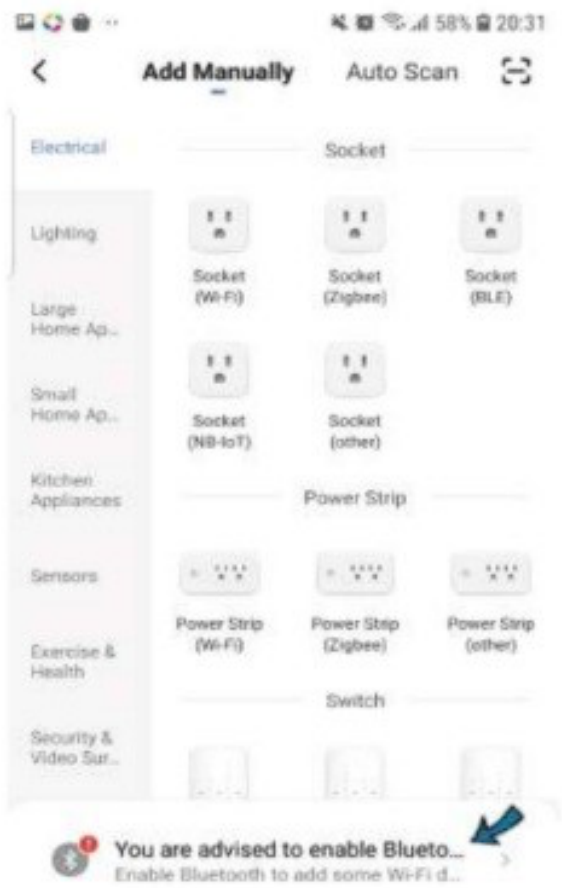 58% 20:31
Add Manually Auto Scan
Electrical
Lighting
Large
Home Ap...
Small
Home Ap...
Kitchen
Appliances
Sensors
Exercise &
Health
Security &
Video Sur...
Socket
Socket
(Wi-Fi)
Socket
(Zigbee)
Socket
(BLE)
Socket
(NB-IoT)
Socket
(other)
Power Strip
Power Strip
(Wi-Fi)
Power Strip
(Zigbee)
Power Strip
(other)
Switch
You are advised to enable Blueto...
Enable Bluetooth to add some Wi-Fi d...